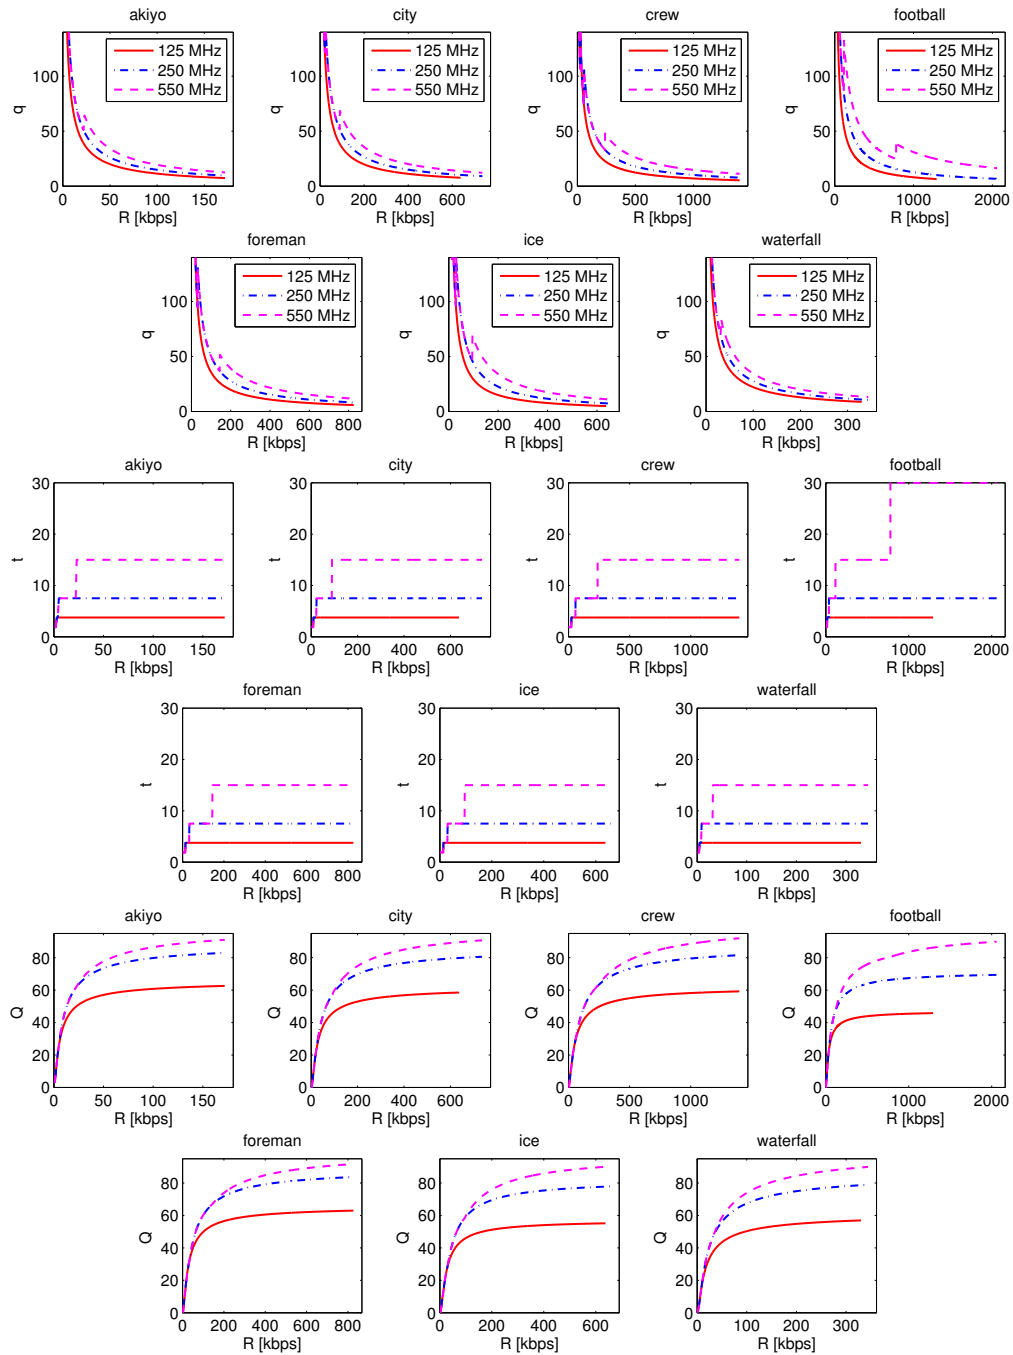 akiyo
city
crew
football
q
100
50
0
125 MHz
250 MHz
550 MHz
0 50 100 150
R [kbps]
100
50
0
125 MHz
250 MHz
550 MHz
0 200 400 600
R [kbps]
100
50
0
125 MHz
250 MHz
550 MHz
0 500 1000
R [kbps]
100
50
0
125 MHz
250 MHz
550 MHz
0 1000 2000
R [kbps]
foreman
ice
waterfall
q
100
50
0
125 MHz
250 MHz
550 MHz
0 200 400 600 800
R [kbps]
q
100
50
0
125 MHz
250 MHz
550 MHz
0 200 400 600
R [kbps]
q
100
50
0
125 MHz
250 MHz
550 MHz
0 100 200 300
R [kbps]
akiyo
city
crew
football
t
30
20
10
0
0 50 100 150
R [kbps]
30
20
10
0
0 200 400 600
R [kbps]
t
30
20
10
0
0 500 1000
R [kbps]
t
30
20
10
0
0 1000 2000
R [kbps]
foreman
ice
waterfall
t
30
20
10
0
0 200 400 600 800
R [kbps]
t
30
20
10
0
0 200 400 600
R [kbps]
t
30
20
10
0
0 100 200 300
R [kbps]
akiyo
city
crew
football
Q
80
60
40
20
0
0 50 100 150
R [kbps]
Q
80
60
40
20
0
0 200 400 600
R [kbps]
Q
80
60
40
20
0
0 500 1000
R [kbps]
Q
80
60
40
20
0
0 1000 2000
R [kbps]
foreman
ice
waterfall
Q
80
60
40
20
0
0 200 400 600 800
R [kbps]
Q
80
60
40
20
0
0 200 400 600
R [kbps]
Q
80
60
40
20
0
0 100 200 300
R [kbps]